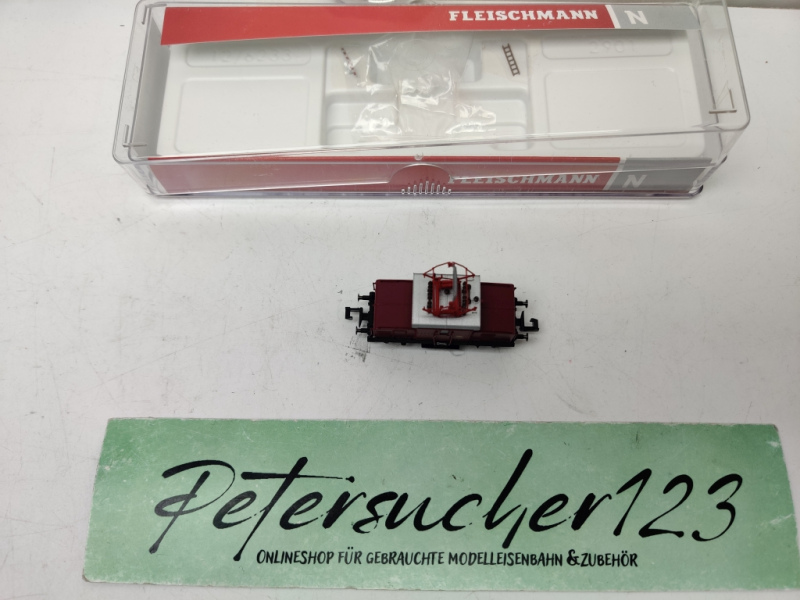 FLEISCHMANN N
FLEISCHMANN N
Petersucher123
ONLINESHOP FÜR GEBRAUCHTE MODELLEISENBAHN & ZUBEHÖR